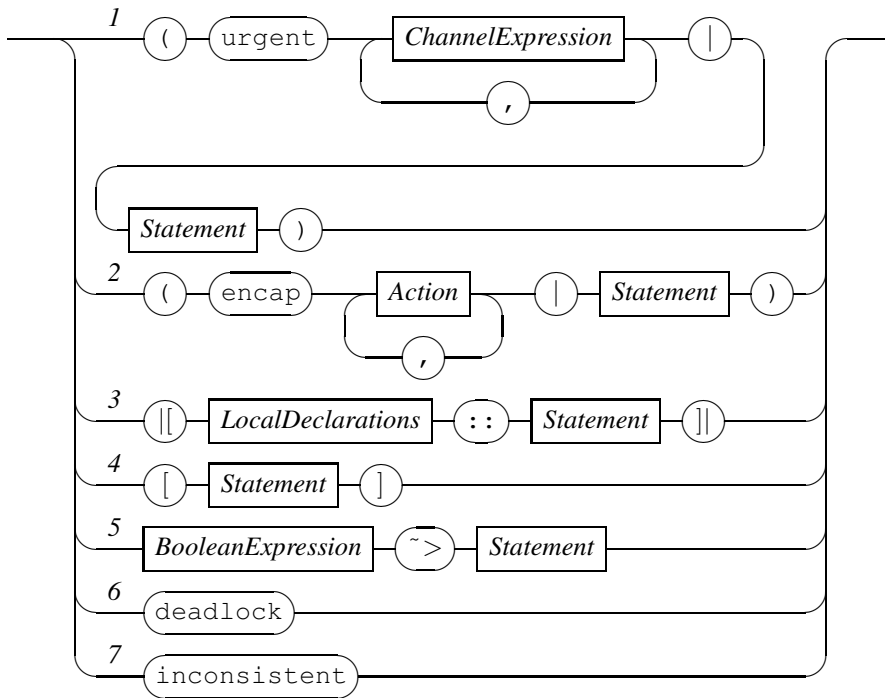 1 ( urgent ChannelExpression |
,
Statement )
2 ( encap Action | Statement )
,
3 |[ LocalDeclarations :: Statement ]|
4 [ Statement ]
5 BooleanExpression ~> Statement
6 deadlock
7 inconsistent